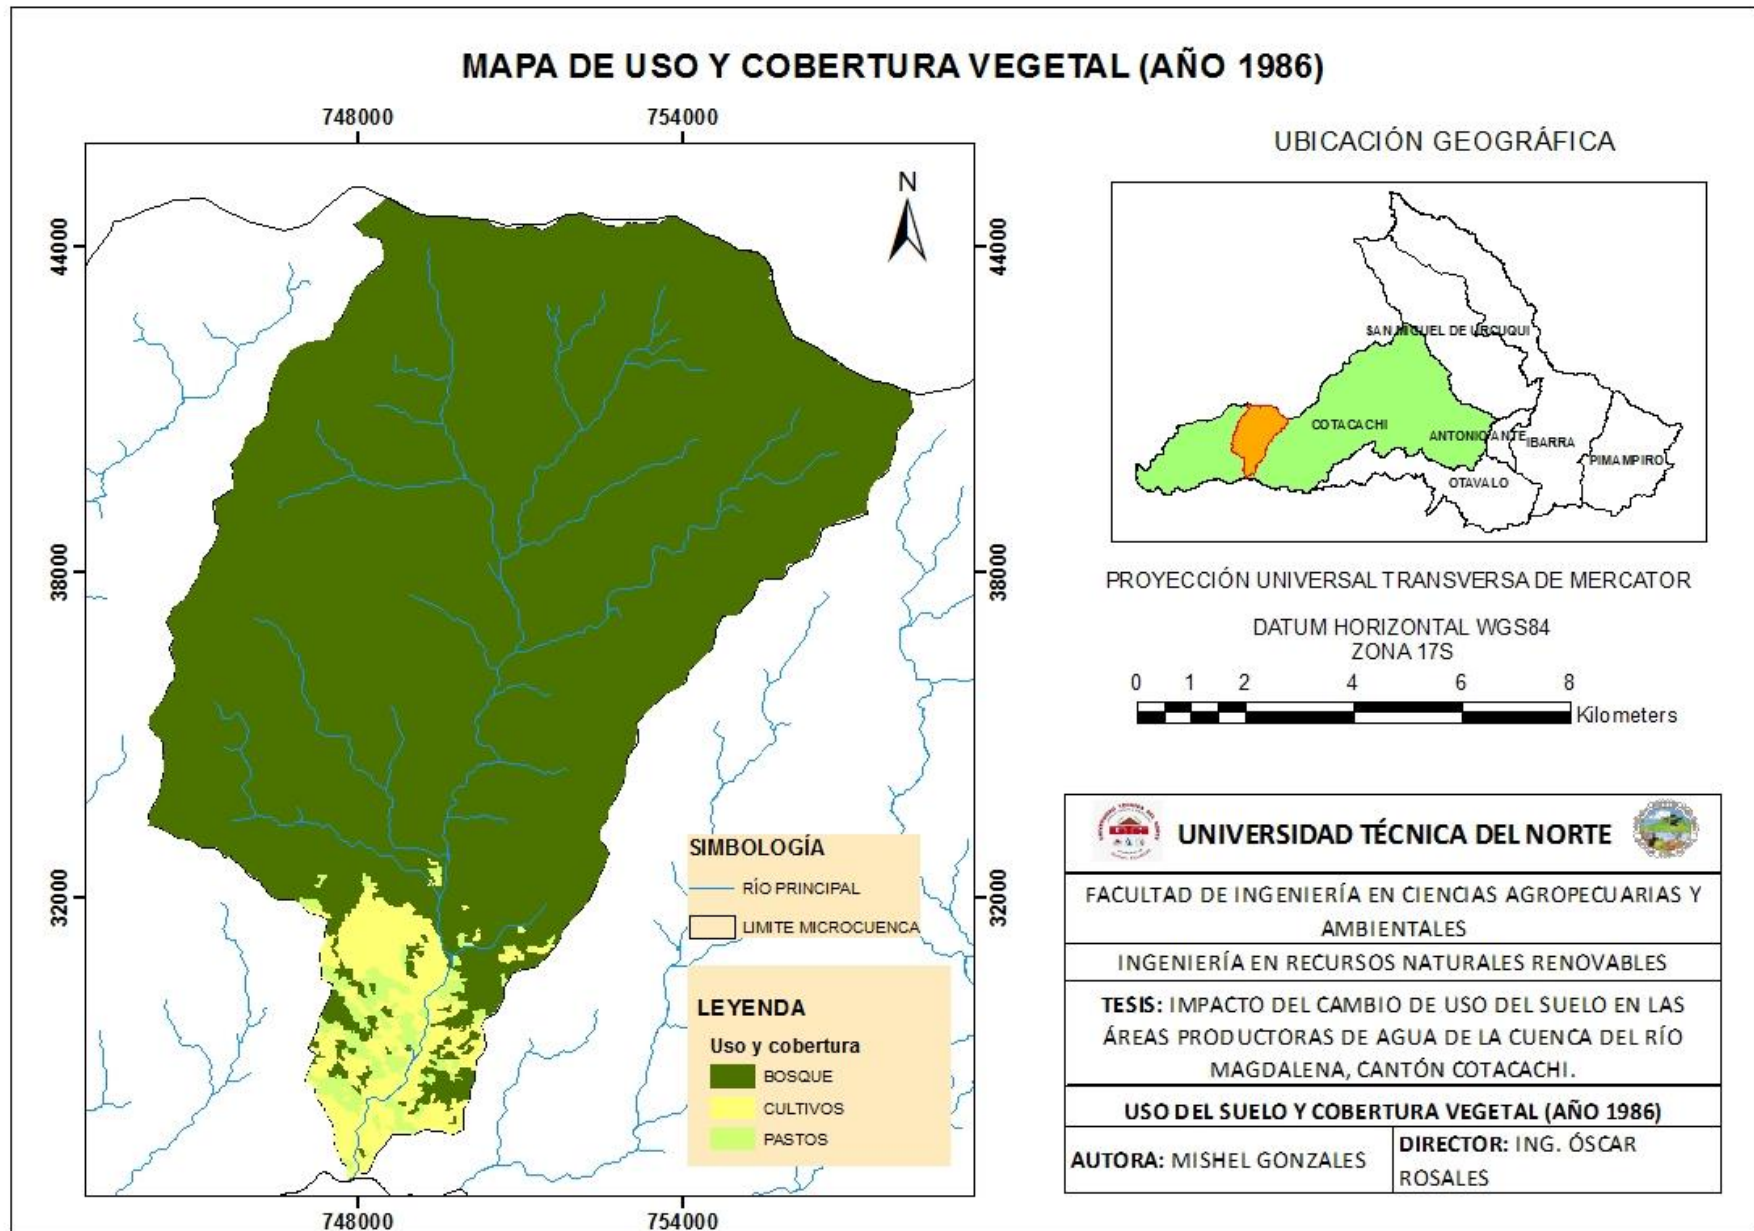 MAPA DE USO Y COBERTURA VEGETAL (AÑO 1986)
748000
754000
44000
44000
38000
38000
32000
32000
748000
754000
N
SIMBOLOGÍA
RÍO PRINCIPAL
LIMITE MICROCUENCA
LEYENDA
Uso y cobertura
BOSQUE
CULTIVOS
PASTOS
UBICACIÓN GEOGRÁFICA
SAN MIGUEL DE URCUQUI
COTACACHI
ANTONIO ANTE
IBARRA
PIMAMPIRO
OTAVALO
PROYECCIÓN UNIVERSAL TRANSVERSA DE MERCATOR
DATUM HORIZONTAL WGS84
ZONA 17S
0 1 2 4 6 8
Kilometers
UNIVERSIDAD TÉCNICA DEL NORTE
FACULTAD DE INGENIERÍA EN CIENCIAS AGROPECUARIAS Y
AMBIENTALES
INGENIERÍA EN RECURSOS NATURALES RENOVABLES
TESIS: IMPACTO DEL CAMBIO DE USO DEL SUELO EN LAS
ÁREAS PRODUCTORAS DE AGUA DE LA CUENCA DEL RÍO
MAGDALENA, CANTÓN COTACACHI.
USO DEL SUELO Y COBERTURA VEGETAL (AÑO 1986)
AUTORA: MISHEL GONZALES
DIRECTOR: ING. ÓSCAR
ROSALES